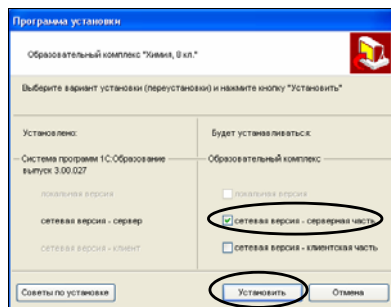 Программа установки
Образовательный комплекс "Химия, 8 кл."
Выберите вариант установки (переустановки) и нажмите кнопку "Установить"
Установлено:
Будет устанавливаться:
Система программ 1С:Образование
выпуск 3.00.027
Образовательный комплекс
локальная версия
локальная версия
сетевая версия - сервер
сетевая версия - серверная часть
сетевая версия - клиент
сетевая версия - клиентская часть
Советы по установке
Установить
Отмена